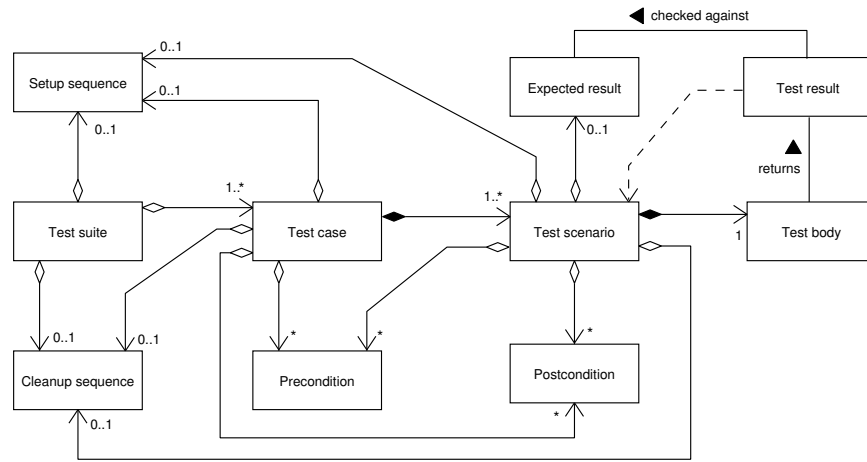 checked against
0..1
Setup sequence
Expected result
Test result
0..1
0..1
0..1
returns
1..*
1..*
Test suite
Test case
Test scenario
Test body
1
0..1
0..1
*
*
*
Cleanup sequence
Precondition
Postcondition
*
0..1